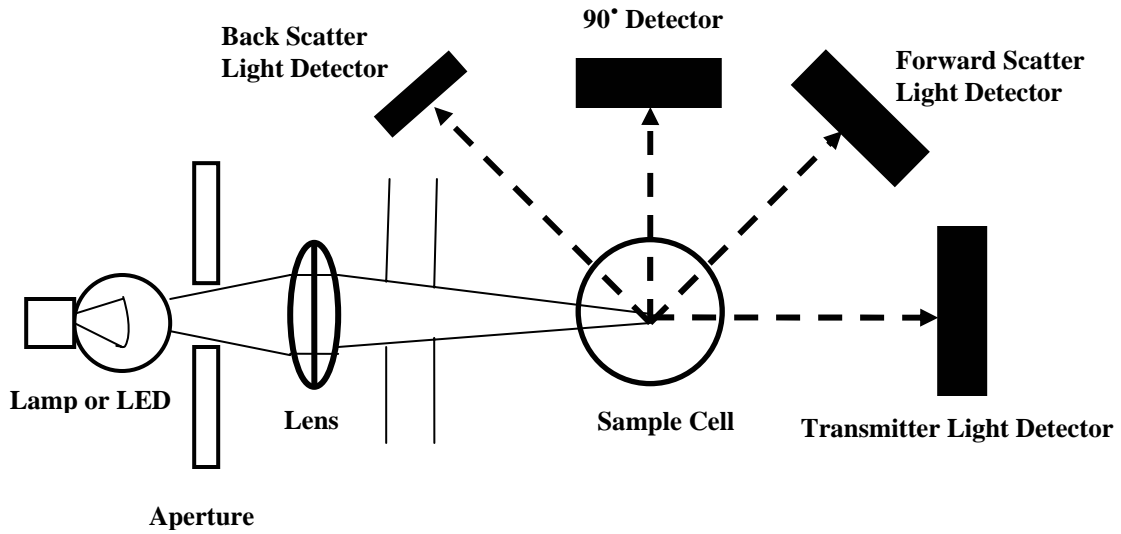 90• Detector
Back Scatter
Light Detector
Forward Scatter
Light Detector
Lamp or LED
Lens
Sample Cell
Transmitter Light Detector
Aperture